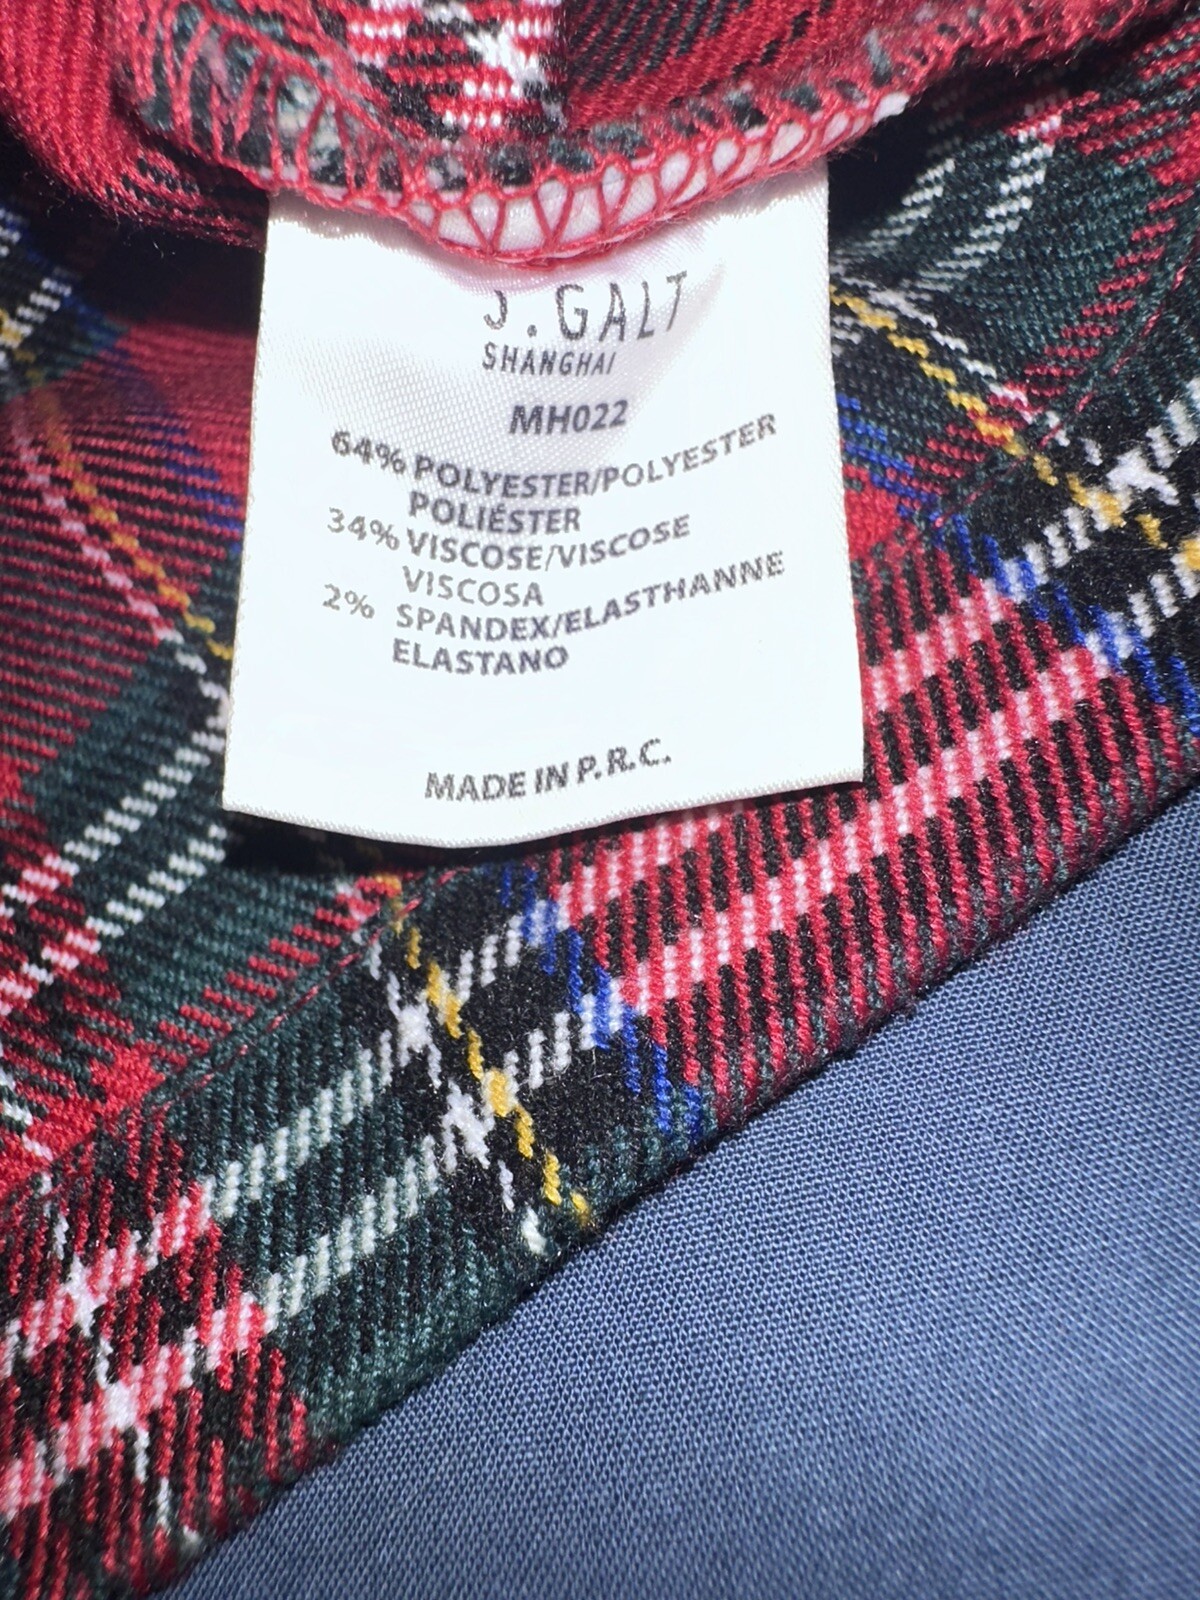 J. GALT
SHANGHAI
MH022
64% POLYESTER/POLYESTER
POLIÉSTER
34% VISCOSE/VISCOSE
VISCOSA
2% SPANDEX/ELASTHANNE
ELASTANO
MADE IN P.R.C.